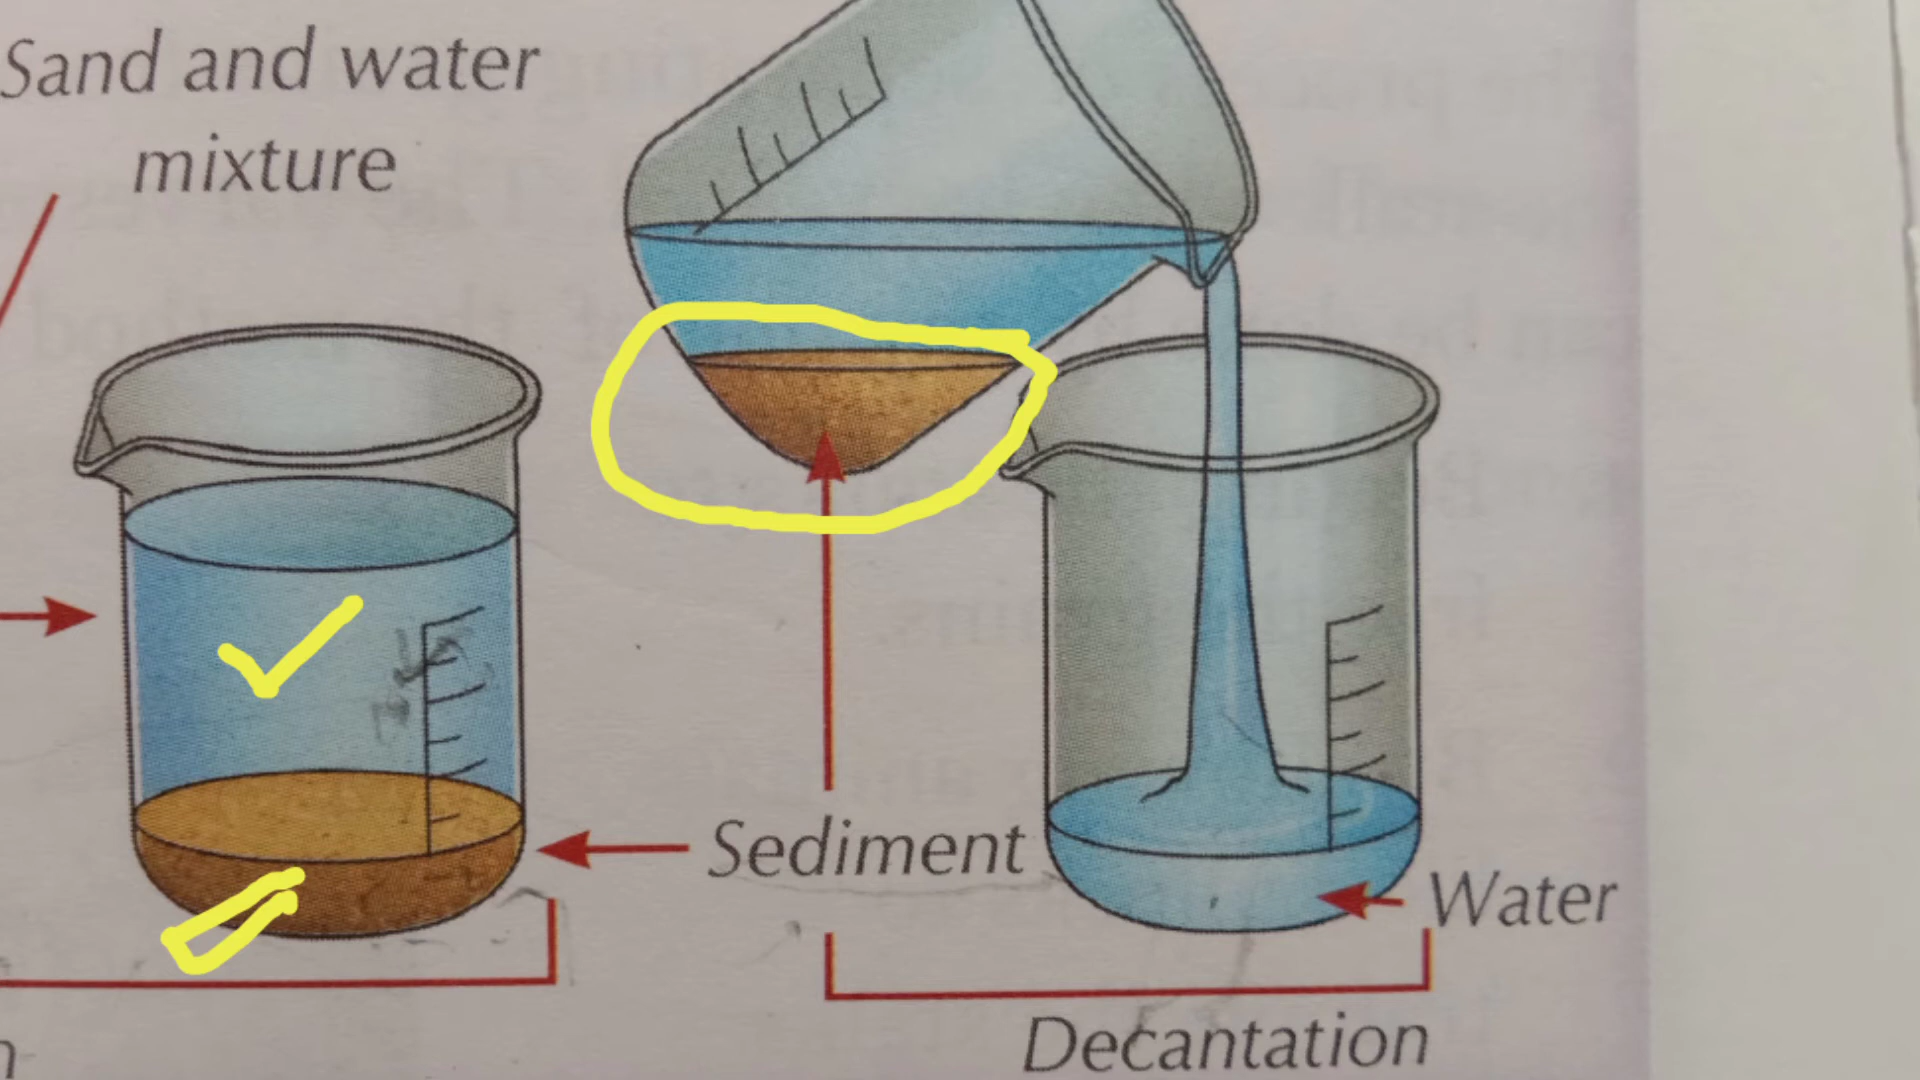 Sand and water
mixture
Sediment
Water
Decantation